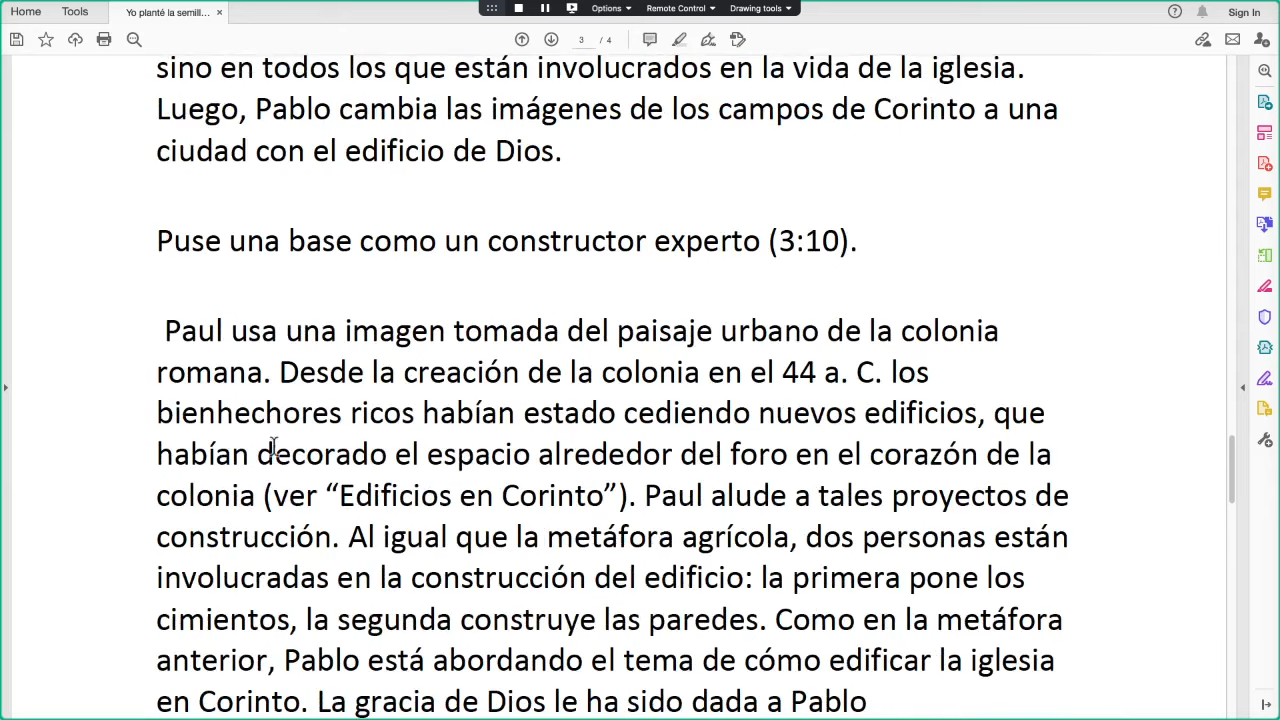 Home Tools Yo planté la semill... × Options Remote Control Drawing tools Sign In
3 / 4
sino en todos los que están involucrados en la vida de la iglesia.
Luego, Pablo cambia las imágenes de los campos de Corinto a una
ciudad con el edificio de Dios.
Puse una base como un constructor experto (3:10).
Paul usa una imagen tomada del paisaje urbano de la colonia
romana. Desde la creación de la colonia en el 44 a. C. los
bienhechores ricos habían estado cediendo nuevos edificios, que
habían decorado el espacio alrededor del foro en el corazón de la
colonia (ver “Edificios en Corinto”). Paul alude a tales proyectos de
construcción. Al igual que la metáfora agrícola, dos personas están
involucradas en la construcción del edificio: la primera pone los
cimientos, la segunda construye las paredes. Como en la metáfora
anterior, Pablo está abordando el tema de cómo edificar la iglesia
en Corinto. La gracia de Dios le ha sido dada a Pablo